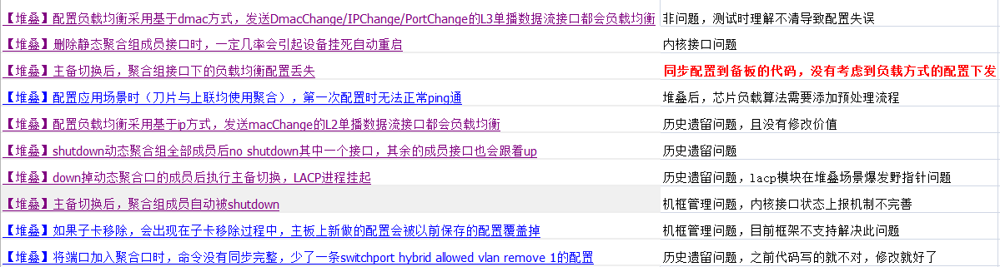 【堆叠】配置负载均衡采用基于dmac方式，发送DmacChange/IPChange/PortChange的L3单播数据流接口都会负载均衡 非问题，测试时理解不清导致配置失误
【堆叠】删除静态聚合组成员接口时，一定几率会引起设备挂死自动重启 内核接口问题
【堆叠】主备切换后，聚合组接口下的负载均衡配置丢失 同步配置到备板的代码，没有考虑到负载方式的配置下发
【堆叠】配置应用场景时（刀片与上联均使用聚合），第一次配置时无法正常ping通 堆叠后，芯片负载算法需要添加预处理流程
【堆叠】配置负载均衡采用基于ip方式，发送macChange的L2单播数据流接口都会负载均衡 历史遗留问题，且没有修改价值
【堆叠】shutdown动态聚合组全部成员后no shutdown其中一个接口，其余的成员接口也会跟着up 历史遗留问题
【堆叠】down掉动态聚合口的成员后执行主备切换，LACP进程挂起 历史遗留问题，lacp模块在堆叠场景爆发野指针问题
【堆叠】主备切换后，聚合组成员自动被shutdown 机框管理问题，内核接口状态上报机制不完善
【堆叠】如果子卡移除，会出现在子卡移除过程中，主板上新做的配置会被以前保存的配置覆盖掉 机框管理问题，目前框架不支持解决此问题
【堆叠】将端口加入聚合口时，命令没有同步完整，少了一条switchport hybrid allowed vlan remove 1的配置 历史遗留问题，之前代码写的就不对，修改就好了